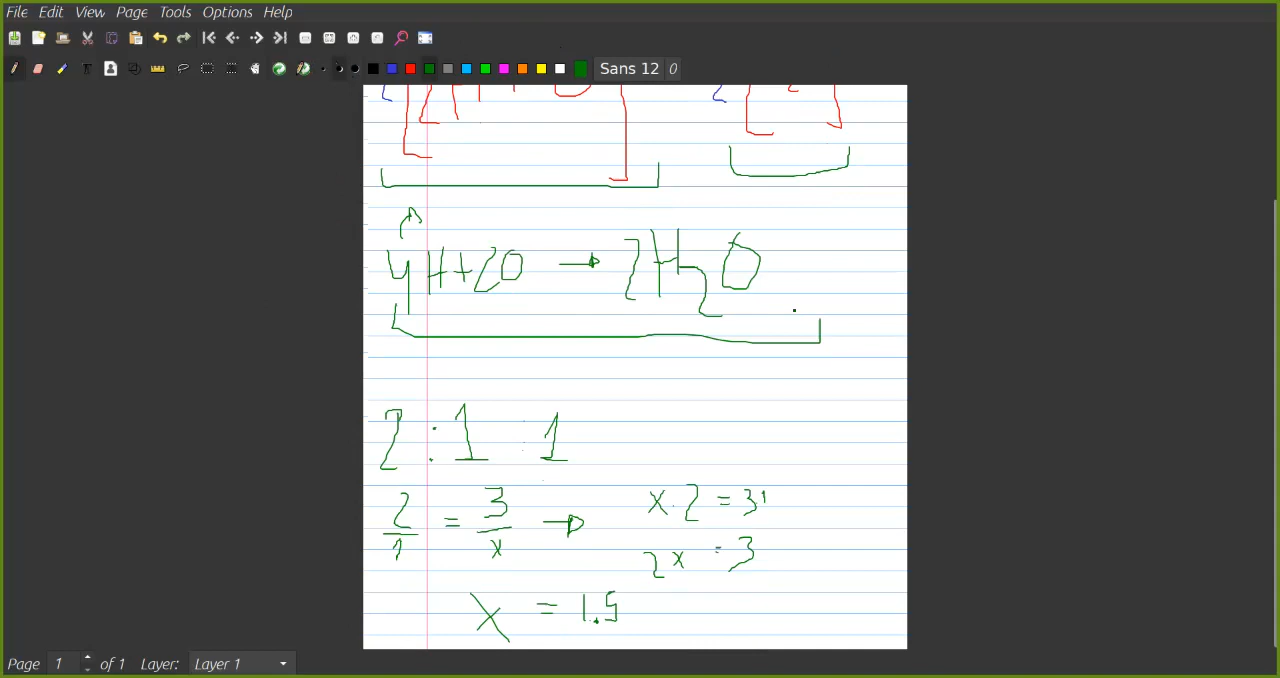 File Edit View Page Tools Options Help
Sans 12 0
4H+2O → 2H₂O
2 : 1 : 1
2/1 = 3/x →
x · 2 = 3·1
2x = 3
x = 1.5
Page 1 of 1 Layer: Layer 1